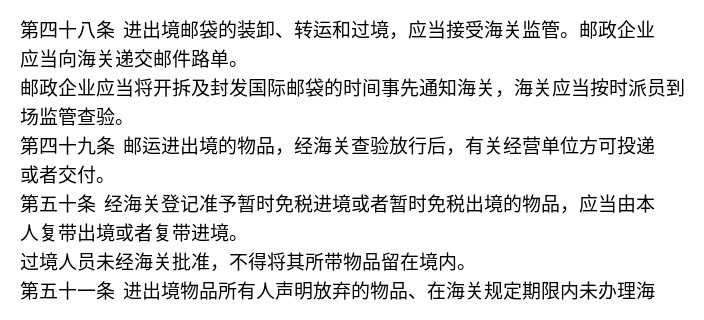 第四十八条 进出境邮袋的装卸、转运和过境，应当接受海关监管。邮政企业
应当向海关递交邮件路单。
邮政企业应当将开拆及封发国际邮袋的时间事先通知海关，海关应当按时派员到
场监管查验。
第四十九条 邮运进出境的物品，经海关查验放行后，有关经营单位方可投递
或者交付。
第五十条 经海关登记准予暂时免税进境或者暂时免税出境的物品，应当由本
人复带出境或者复带进境。
过境人员未经海关批准，不得将其所带物品留在境内。
第五十一条 进出境物品所有人声明放弃的物品、在海关规定期限内未办理海